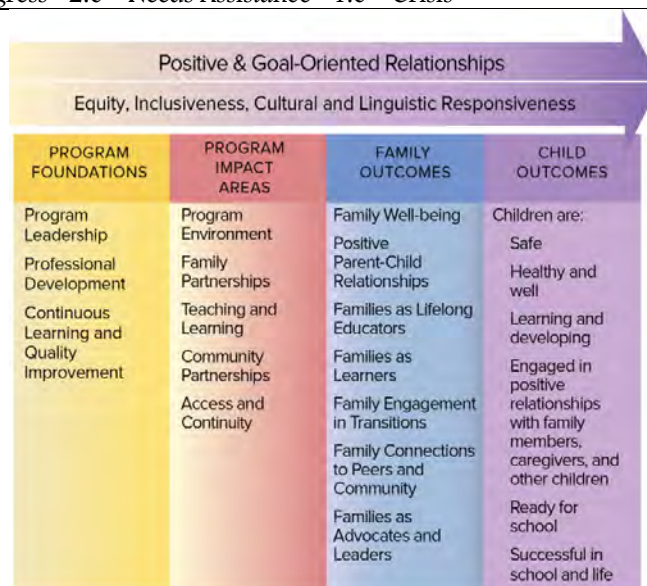 Positive & Goal-Oriented Relationships
Equity, Inclusiveness, Cultural and Linguistic Responsiveness
PROGRAM
FOUNDATIONS
Program
Leadership
Professional
Development
Continuous
Learning and
Quality
Improvement
PROGRAM
IMPACT
AREAS
Program
Environment
Family
Partnerships
Teaching and
Learning
Community
Partnerships
Access and
Continuity
FAMILY
OUTCOMES
Family Well-being
Positive
Parent-Child
Relationships
Families as Lifelong
Educators
Families as
Learners
Family Engagement
in Transitions
Family Connections
to Peers and
Community
Families as
Advocates and
Leaders
CHILD
OUTCOMES
Children are:
Safe
Healthy and
well
Learning and
developing
Engaged in
positive
relationships
with family
members,
caregivers, and
other children
Ready for
school
Successful in
school and life